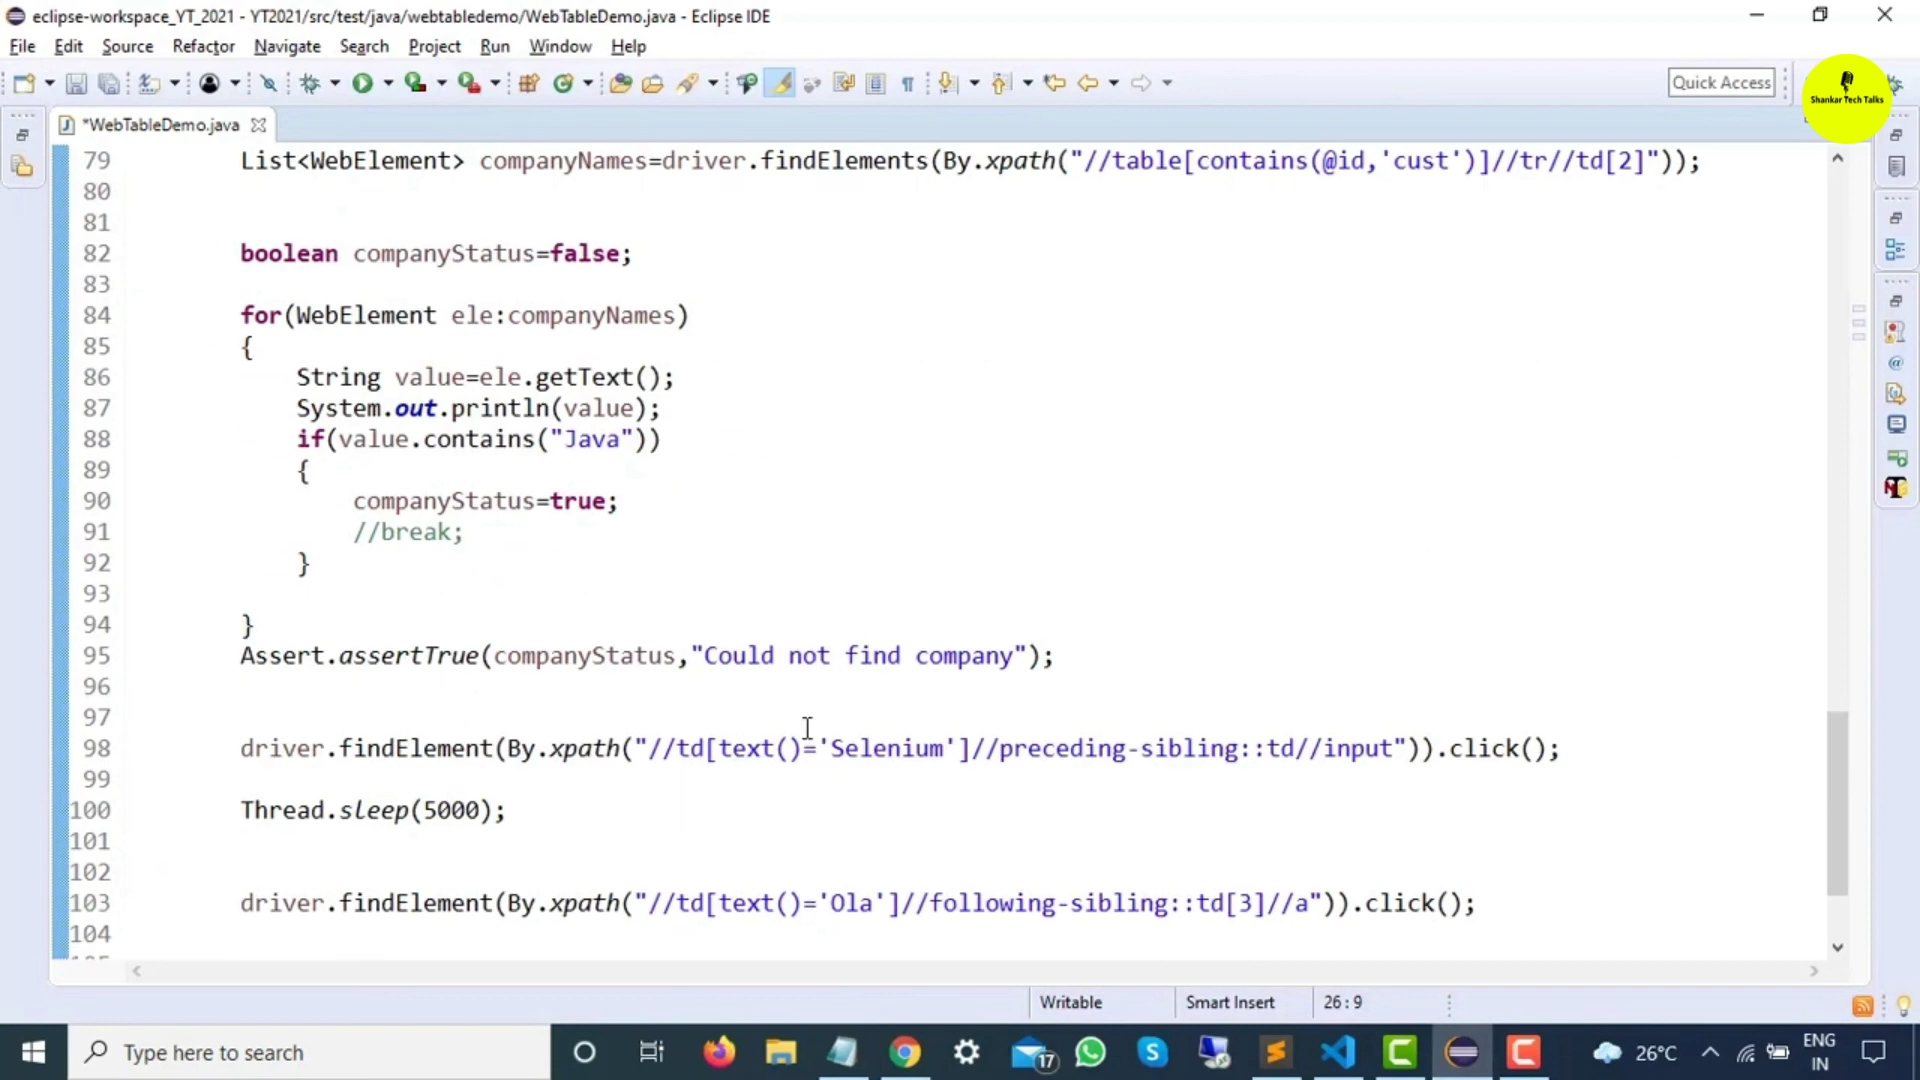 eclipse-workspace_YT_2021 - YT2021/src/test/java/webtabledemo/WebTableDemo.java - Eclipse IDE
File Edit Source Refactor Navigate Search Project Run Window Help
Quick Access
Shankar Tech Talks
*WebTableDemo.java
79 List<WebElement> companyNames=driver.findElements(By.xpath("//table[contains(@id,'cust')]//tr//td[2]"));
80
81
82 boolean companyStatus=false;
83
84 for(WebElement ele:companyNames)
85 {
86 String value=ele.getText();
87 System.out.println(value);
88 if(value.contains("Java"))
89 {
90 companyStatus=true;
91 //break;
92 }
93
94 }
95 Assert.assertTrue(companyStatus,"Could not find company");
96
97
98 driver.findElement(By.xpath("//td[text()='Selenium']//preceding-sibling::td//input")).click();
99
100 Thread.sleep(5000);
101
102
103 driver.findElement(By.xpath("//td[text()='Ola']//following-sibling::td[3]//a")).click();
104
Writable Smart Insert 26:9
Type here to search
17
26°C
ENG
IN